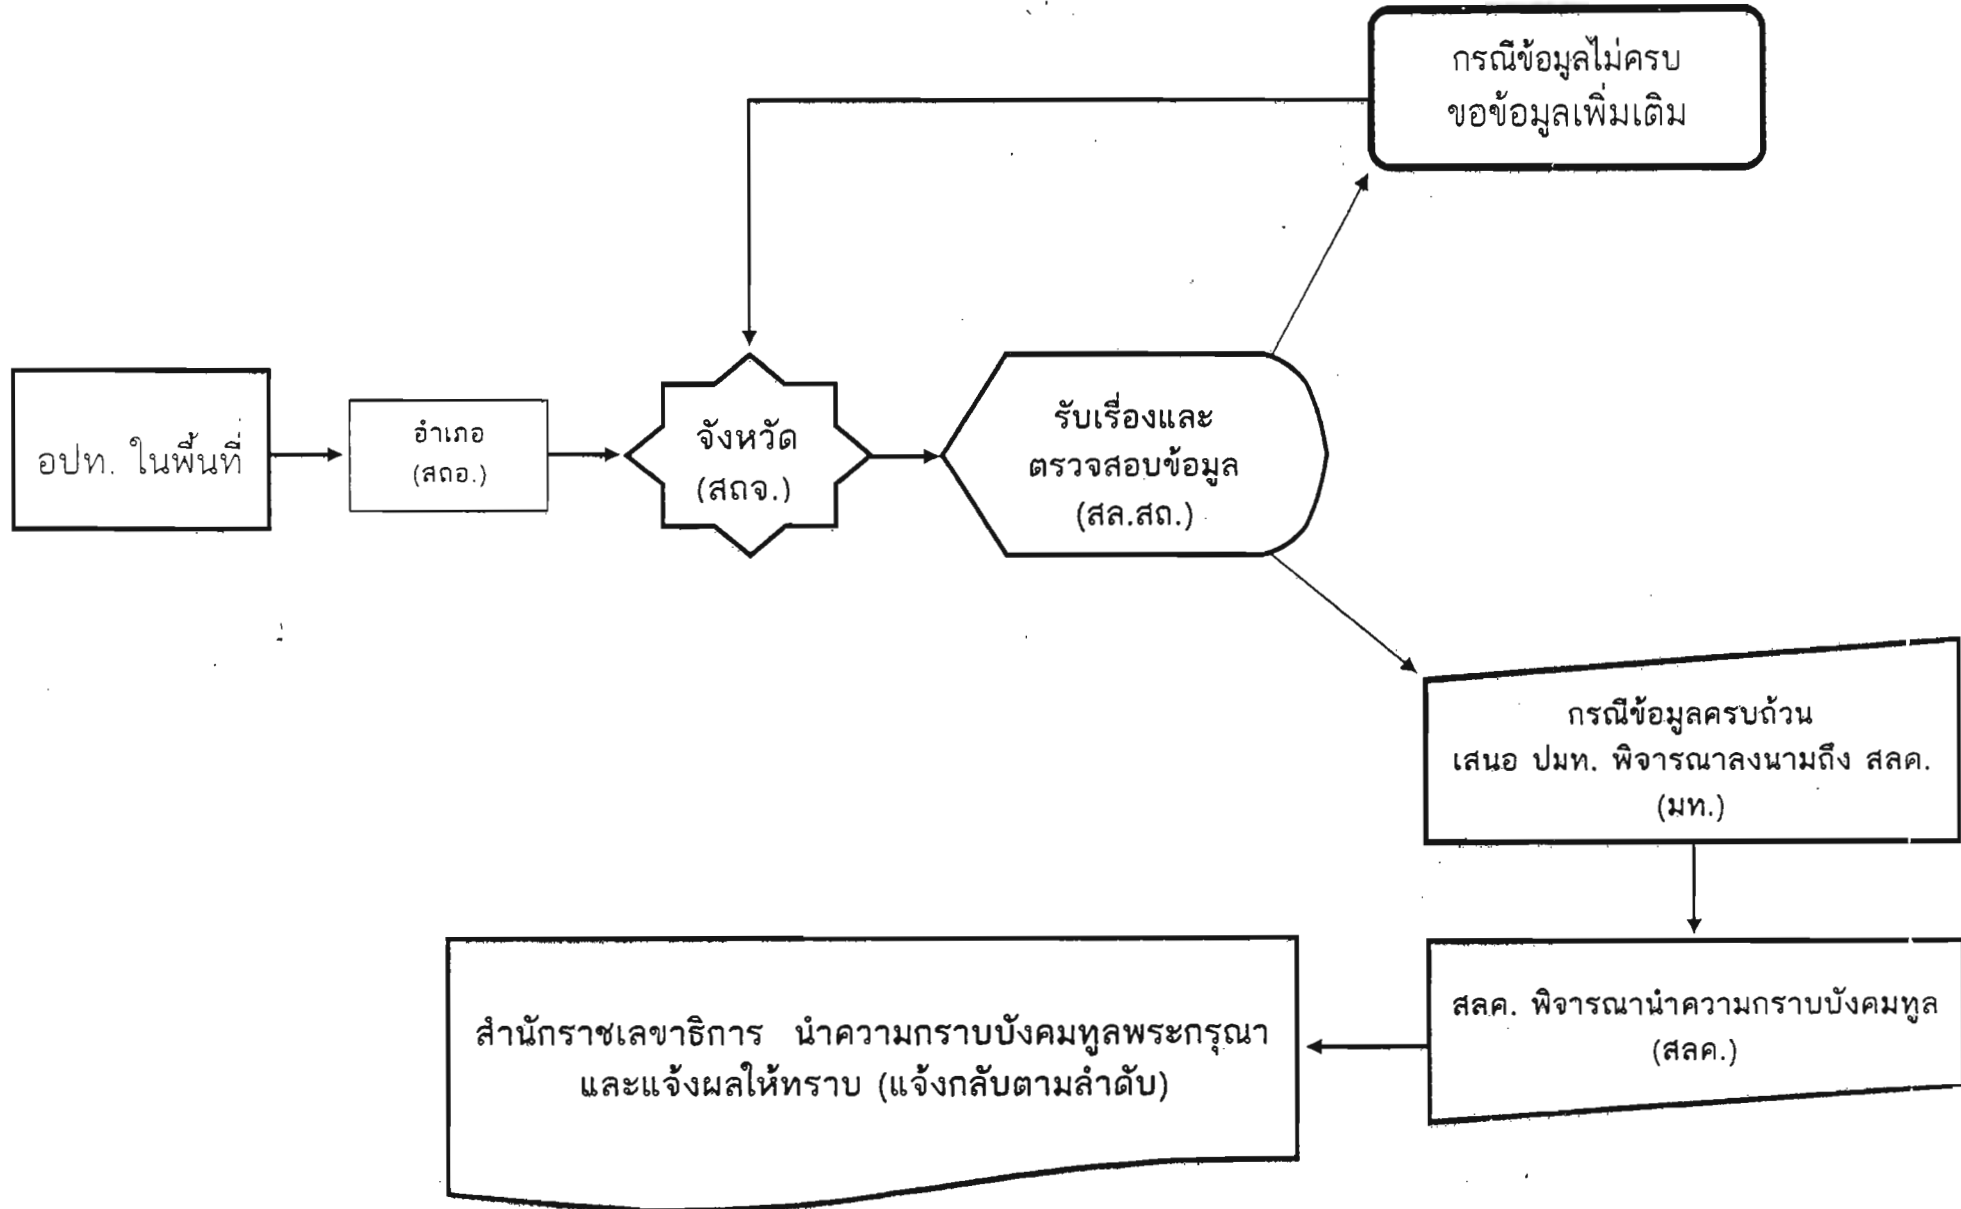 กรณีข้อมูลไม่ครบ
ขอข้อมูลเพิ่มเติม
อปท. ในพื้นที่
อำเภอ
(สถอ.)
จังหวัด
(สถจ.)
รับเรื่องและ
ตรวจสอบข้อมูล
(สล.สถ.)
กรณีข้อมูลครบถ้วน
เสนอ ปมท. พิจารณาลงนามถึง สลค.
(มท.)
สลค. พิจารณานำความกราบบังคมทูล
(สลค.)
สำนักราชเลขาธิการ นำความกราบบังคมทูลพระกรุณา
และแจ้งผลให้ทราบ (แจ้งกลับตามลำดับ)